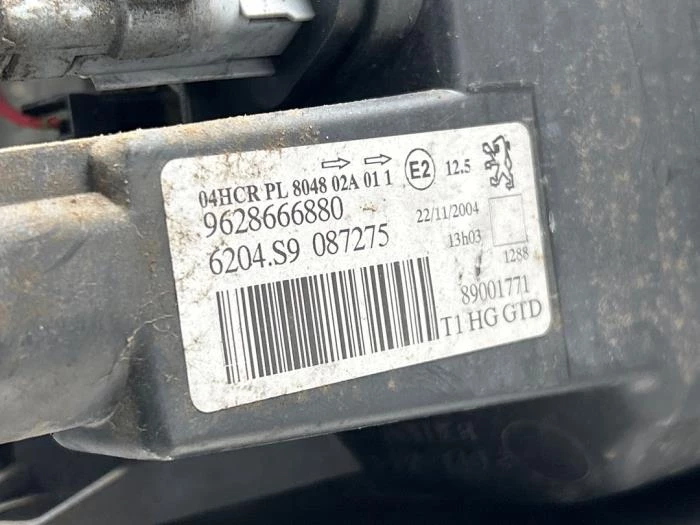 04HCR PL 8048 02A 01 1 E2 12.5
9628666880
22/11/2004
6204.S9 087275
13h03
1288
89001771
T1 HG GTD